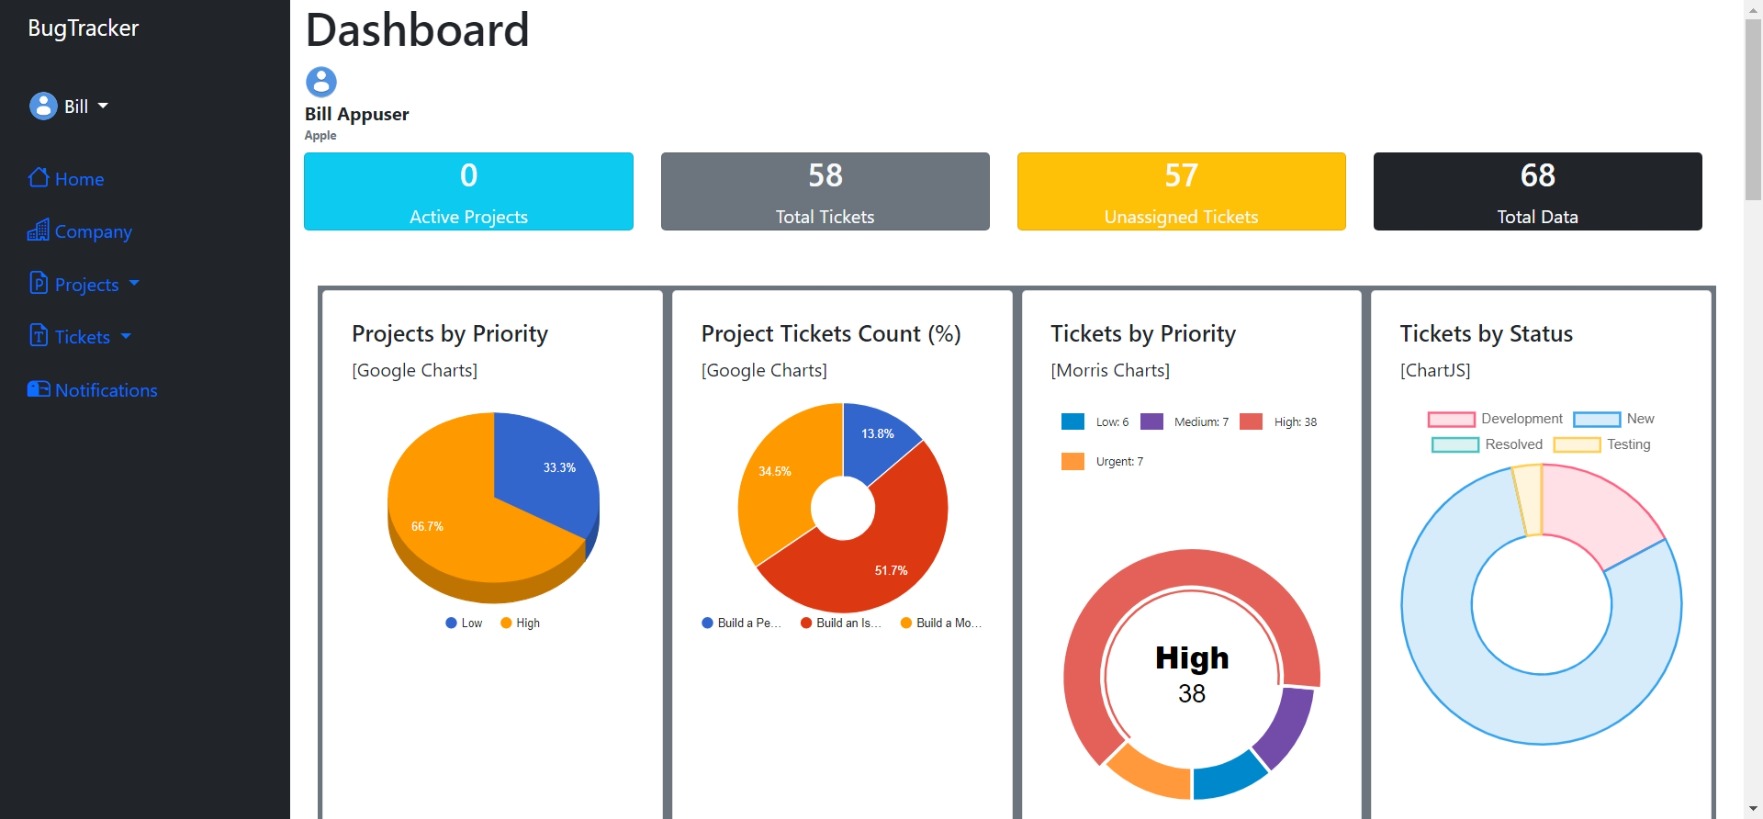 BugTracker
Bill
Home
Company
Projects
Tickets
Notifications
Dashboard
Bill Appuser
Apple
0
Active Projects
58
Total Tickets
57
Unassigned Tickets
68
Total Data
Projects by Priority
[Google Charts]
33.3%
66.7%
Low High
Project Tickets Count (%)
[Google Charts]
13.8%
34.5%
51.7%
Build a Pe... Build an Is... Build a Mo...
Tickets by Priority
[Morris Charts]
Low: 6 Medium: 7 High: 38
Urgent: 7
High
38
Tickets by Status
[ChartJS]
Development New
Resolved Testing